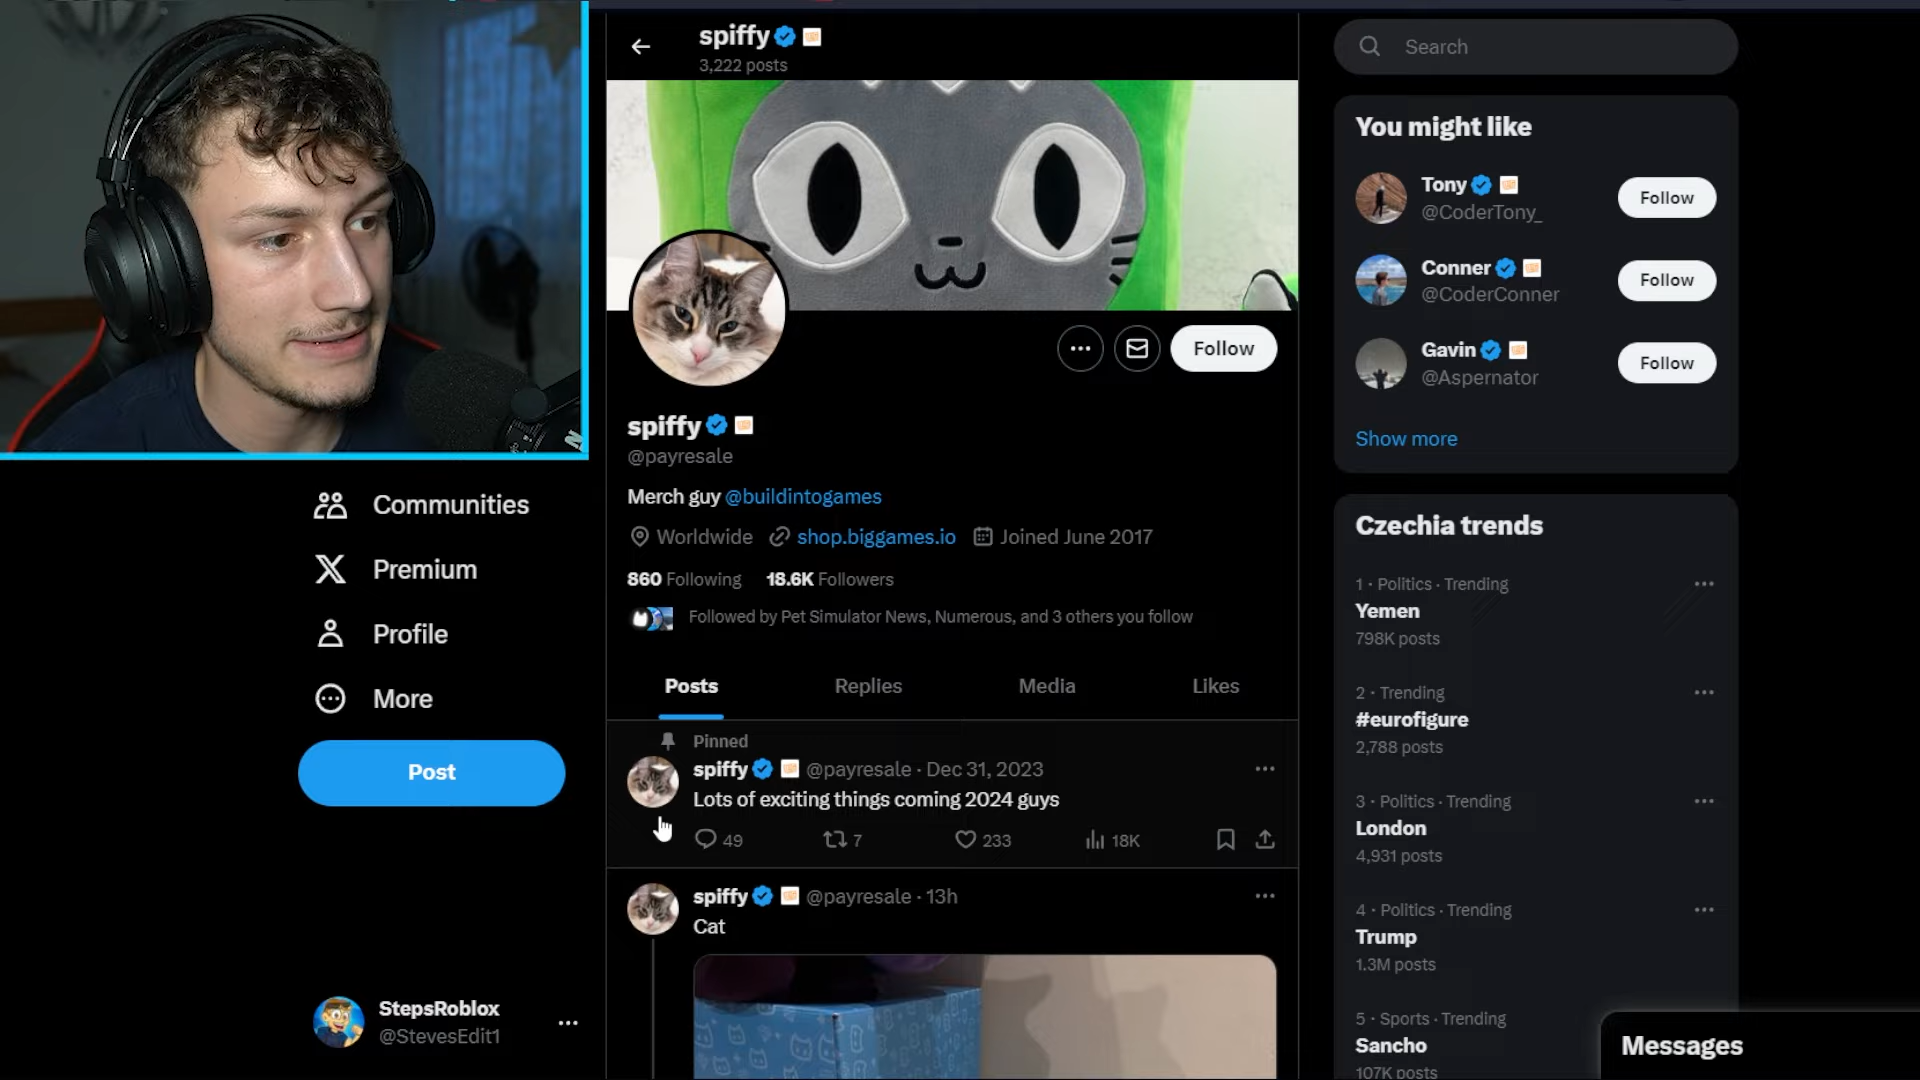 spiffy
3,222 posts
Communities
Premium
Profile
More
Post
StepsRoblox
@StevesEdit1
Follow
spiffy
@payresale
Merch guy @buildintogames
Worldwide shop.biggames.io Joined June 2017
860 Following 18.6K Followers
Followed by Pet Simulator News, Numerous, and 3 others you follow
Posts Replies Media Likes
Pinned
spiffy @payresale · Dec 31, 2023
Lots of exciting things coming 2024 guys
49 7 233 18K
spiffy @payresale · 13h
Cat
Search
You might like
Tony
@CoderTony_
Follow
Conner
@CoderConner
Follow
Gavin
@Aspernator
Follow
Show more
Czechia trends
1 · Politics · Trending
Yemen
798K posts
2 · Trending
#eurofigure
2,788 posts
3 · Politics · Trending
London
4,931 posts
4 · Politics · Trending
Trump
1.3M posts
5 · Sports · Trending
Sancho
107K posts
Messages